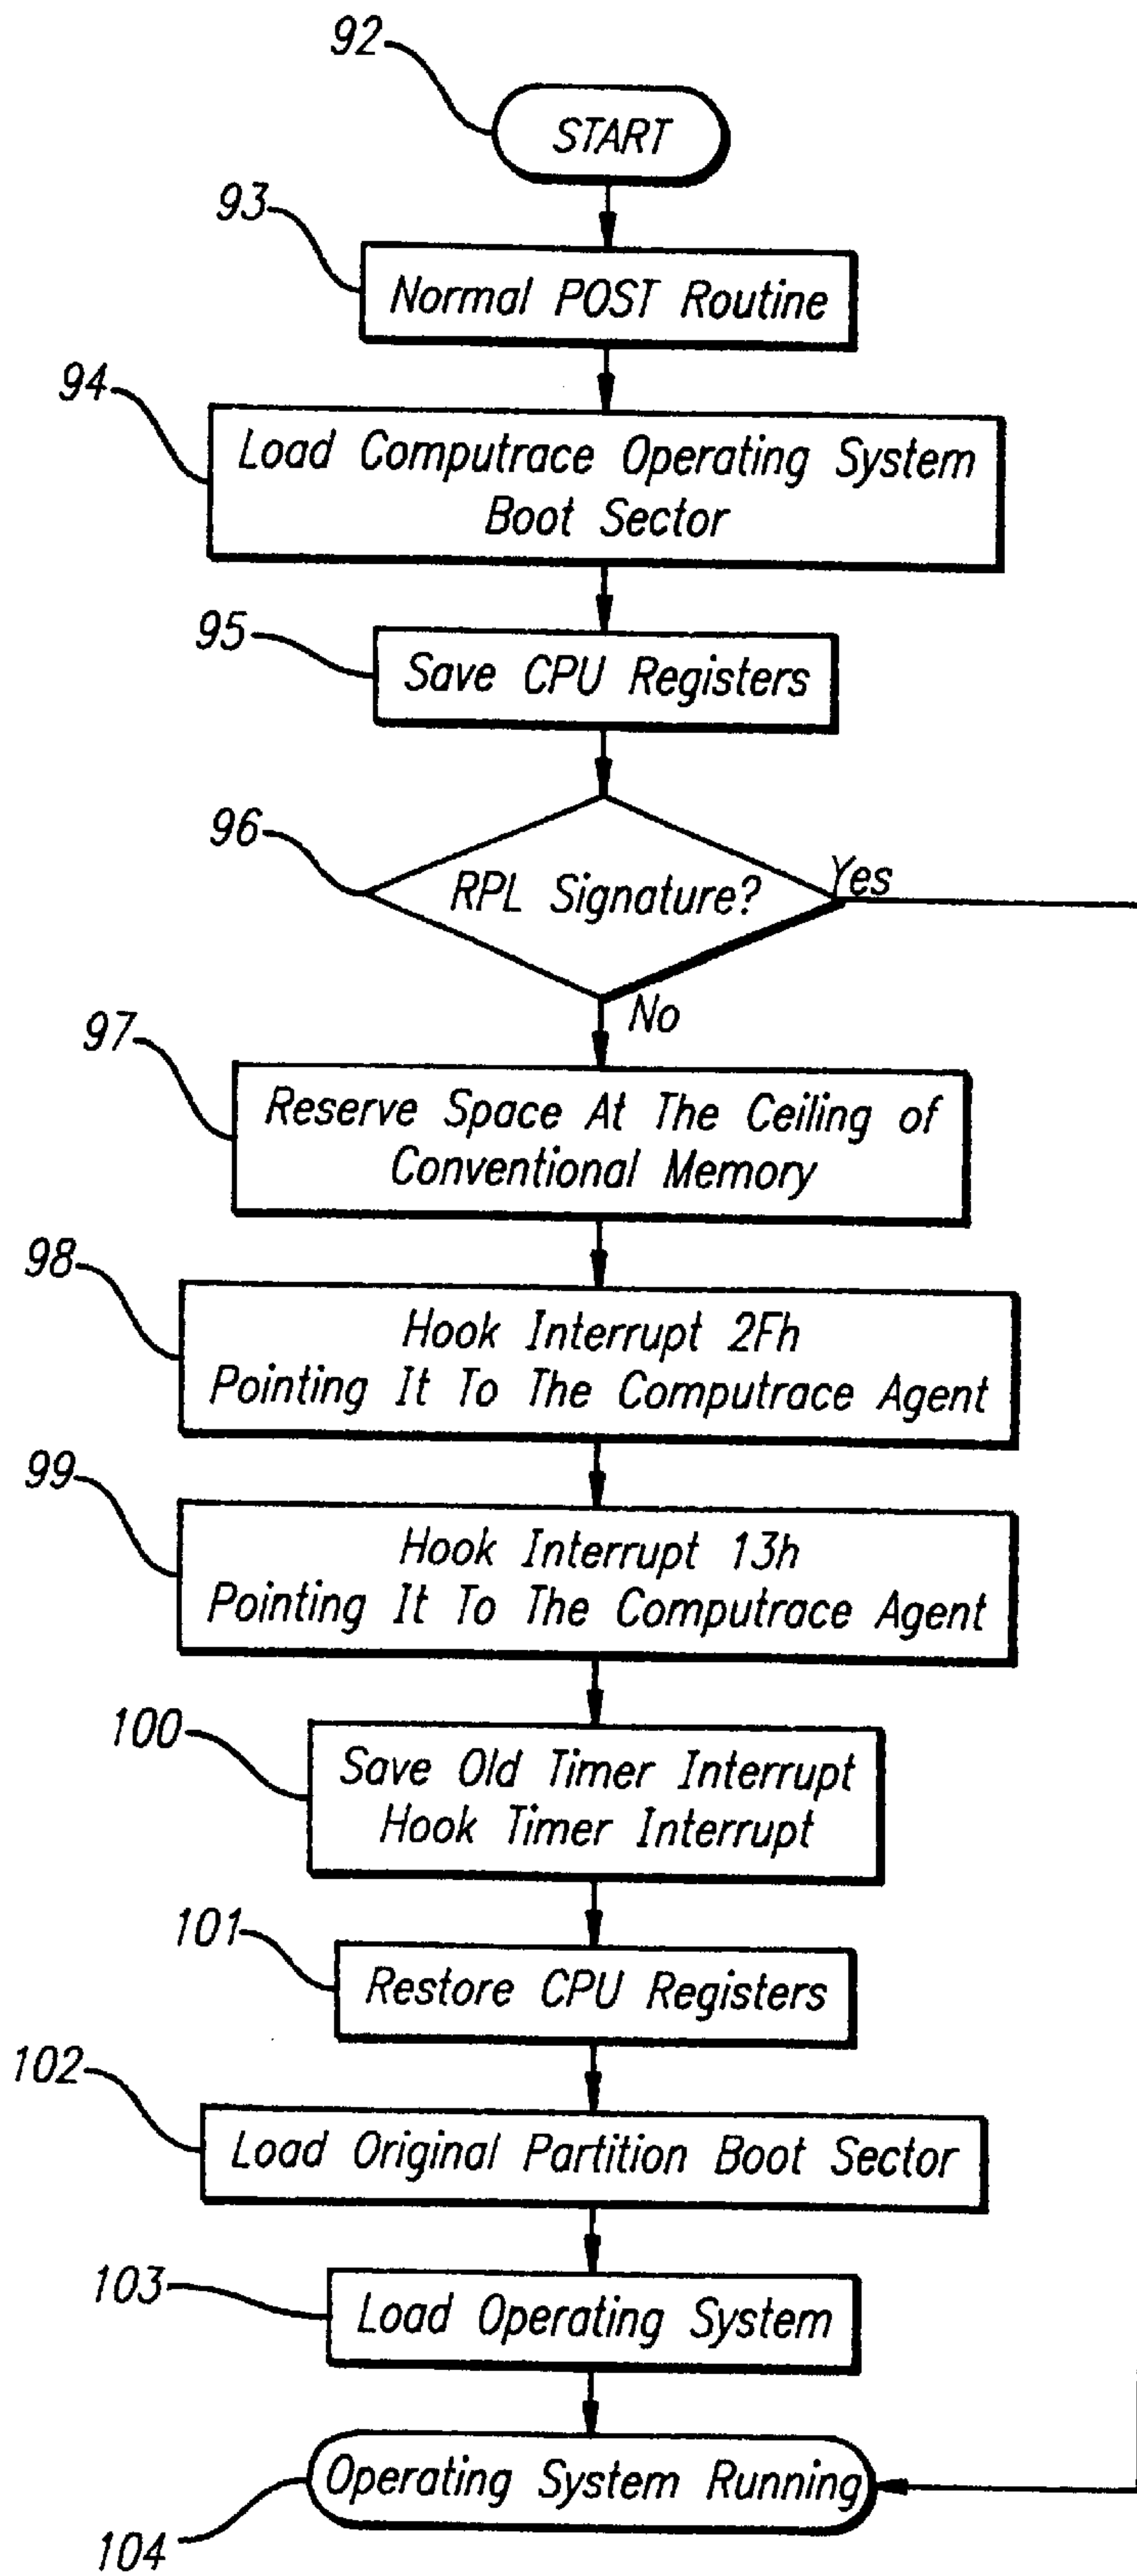 92
START
93
Normal POST Routine
94
Load Computrace Operating System
Boot Sector
95
Save CPU Registers
96
RPL Signature?
Yes
No
97
Reserve Space At The Ceiling of
Conventional Memory
98
Hook Interrupt 2Fh
Pointing It To The Computrace Agent
99
Hook Interrupt 13h
Pointing It To The Computrace Agent
100
Save Old Timer Interrupt
Hook Timer Interrupt
101
Restore CPU Registers
102
Load Original Partition Boot Sector
103
Load Operating System
Operating System Running
104